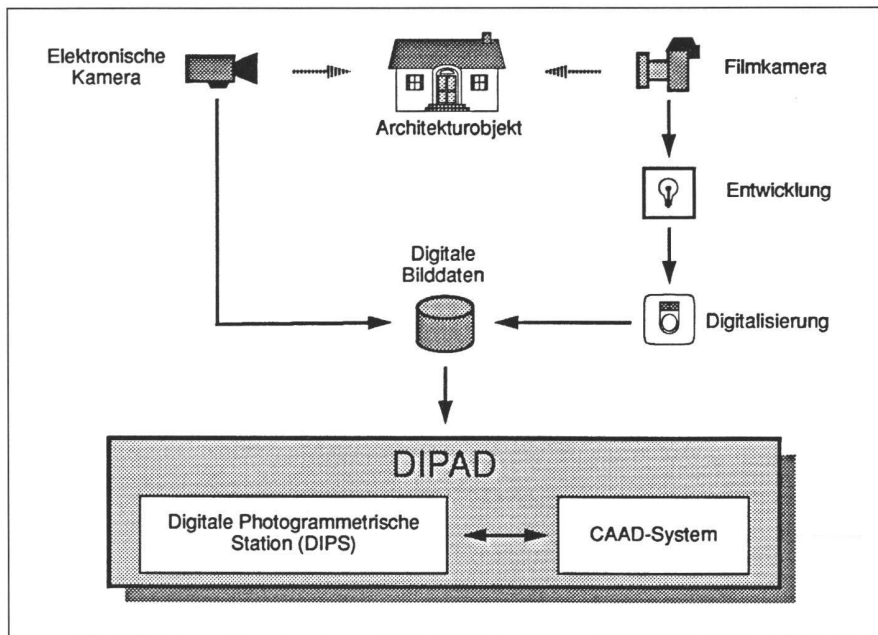 Elektronische
Kamera
Architekturobjekt
Filmkamera
Entwicklung
Digitale
Bilddaten
Digitalisierung
DIPAD
Digitale Photogrammetrische
Station (DIPS)
CAAD-System